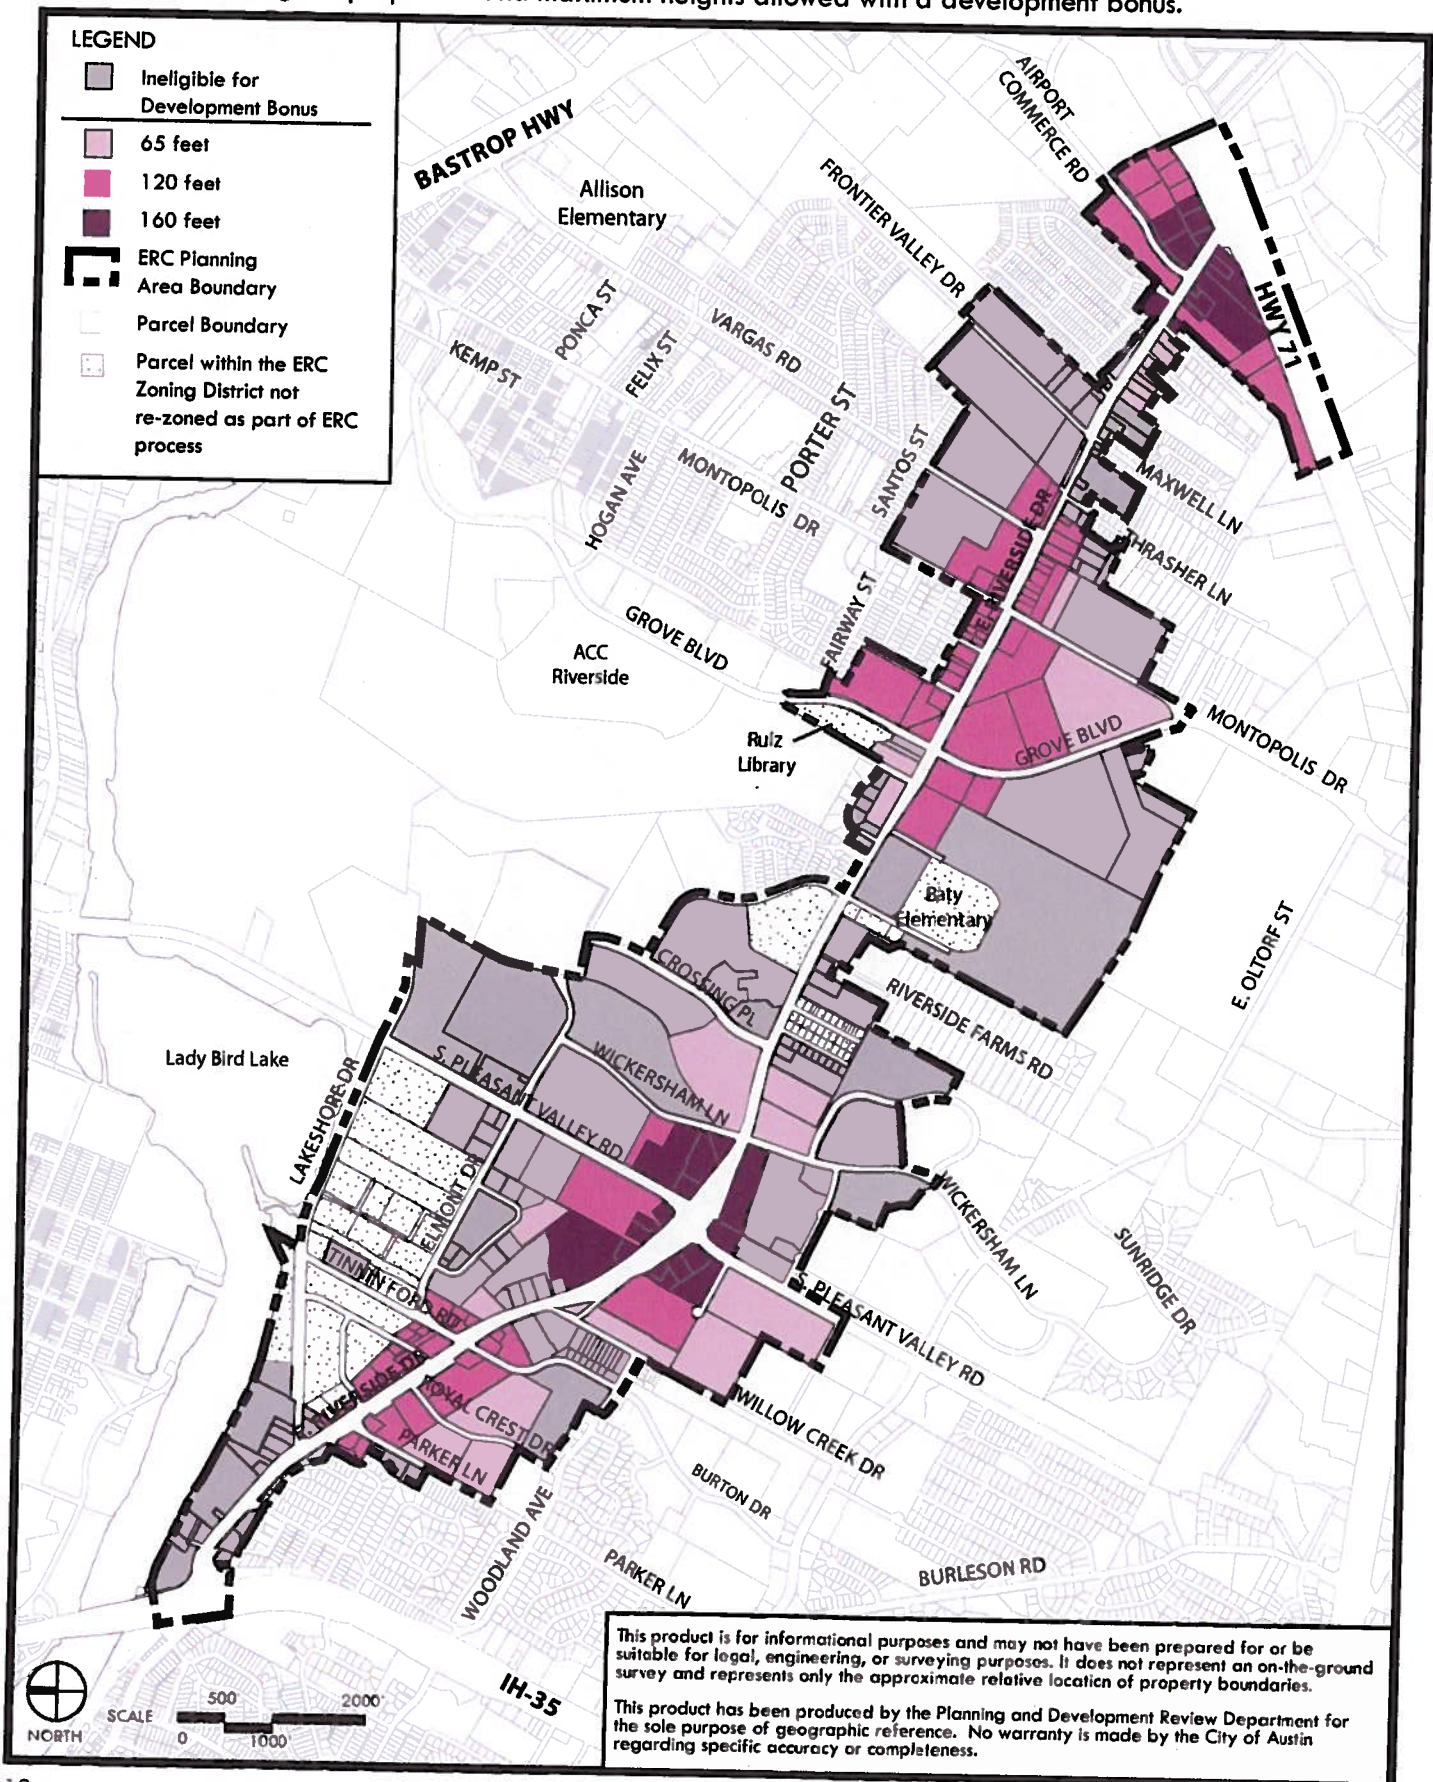 maximum heights allowed with a development bonus.
LEGEND
Ineligible for
Development Bonus
65 feet
120 feet
160 feet
ERC Planning
Area Boundary
Parcel Boundary
Parcel within the ERC
Zoning District not
re-zoned as part of ERC
process
BASTROP HWY
Allison
Elementary
AIRPORT
COMMERCE RD
FRONTIER VALLEY DR
HWY 71
PONCA ST
VARGAS RD
KEMP ST
FELIX ST
PORTER ST
SANTOS ST
HOGAN AVE
MONTOPOLIS DR
MAXWELL LN
THRASHER LN
E. RIVERSIDE DR
FAIRWAY ST
GROVE BLVD
ACC
Riverside
Ruiz
Library
GROVE BLVD
MONTOPOLIS DR
Baty
Elementary
E. OLTORF ST
CROSSING PL
RIVERSIDE FARMS RD
Lady Bird Lake
LAKESHORE DR
S. PLEASANT VALLEY RD
WICKERSHAM LN
ELMONT DR
TINNIN FORD RD
WICKERSHAM LN
SUNRIDGE DR
S. PLEASANT VALLEY RD
RIVERSIDE DR
ROYAL CREST DR
PARKER LN
WILLOW CREEK DR
BURTON DR
WOODLAND AVE
PARKER LN
BURLESON RD
IH-35
NORTH
SCALE
500'
2000'
0
1000'
This product is for informational purposes and may not have been prepared for or be
suitable for legal, engineering, or surveying purposes. It does not represent an on-the-ground
survey and represents only the approximate relative location of property boundaries.
This product has been produced by the Planning and Development Review Department for
the sole purpose of geographic reference. No warranty is made by the City of Austin
regarding specific accuracy or completeness.